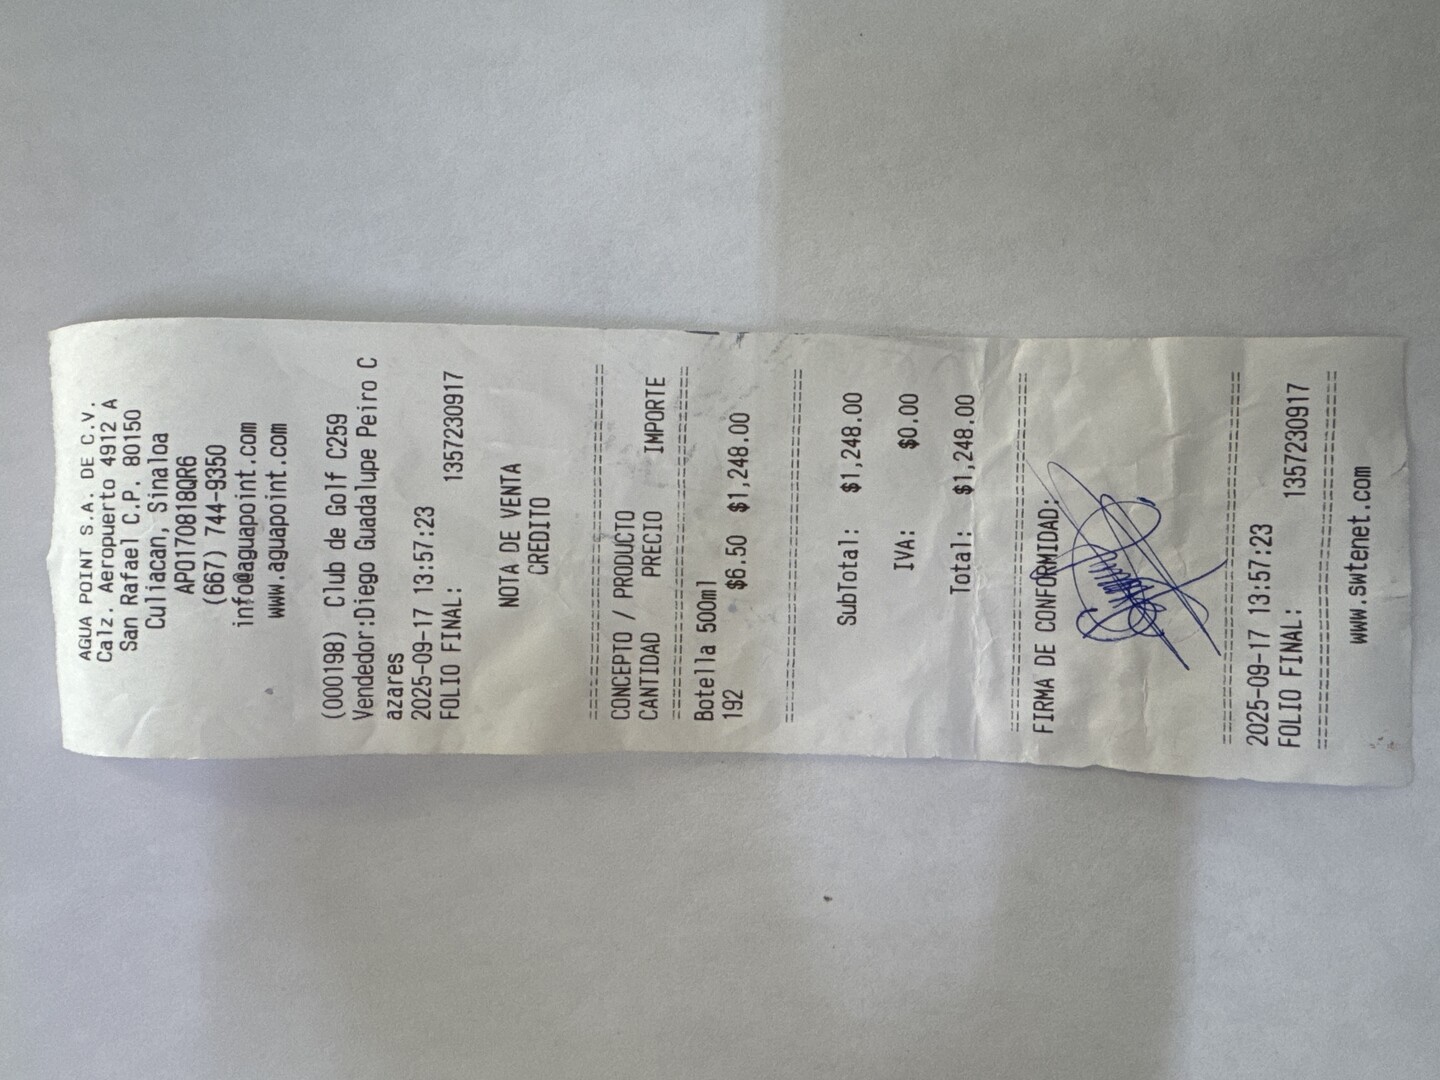 AGUA POINT S.A. DE C.V.
Calz. Aeropuerto 4912 A
San Rafael C.P. 80150
Culiacan, Sinaloa
APO170818QR6
(667) 744-9350
info@aguapoint.com
www.aguapoint.com
(000198) Club de Golf C259
Vendedor:Diego Guadalupe Peiro C
azares
2025-09-17 13:57:23
FOLIO FINAL: 1357230917
NOTA DE VENTA
CREDITO
================================
CONCEPTO / PRODUCTO
CANTIDAD PRECIO IMPORTE
================================
Botella 500ml
192 $6.50 $1,248.00
================================
SubTotal: $1,248.00
IVA: $0.00
Total: $1,248.00
================================
FIRMA DE CONFORMIDAD:
================================
2025-09-17 13:57:23
FOLIO FINAL: 1357230917
================================
www.swtenet.com